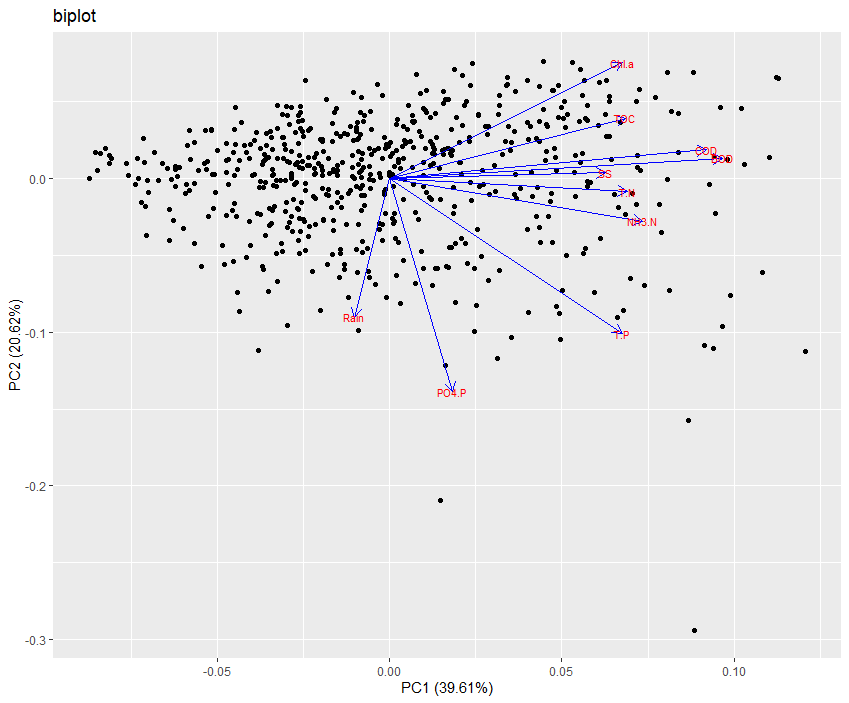 biplot
Chl.a
TOC
COD
BOD
SS
T.N
NH3.N
0.0
Rain
-0.1
T.P
PC2 (20.62%)
PO4.P
-0.2
-0.3
-0.05
0.00
0.05
0.10
PC1 (39.61%)